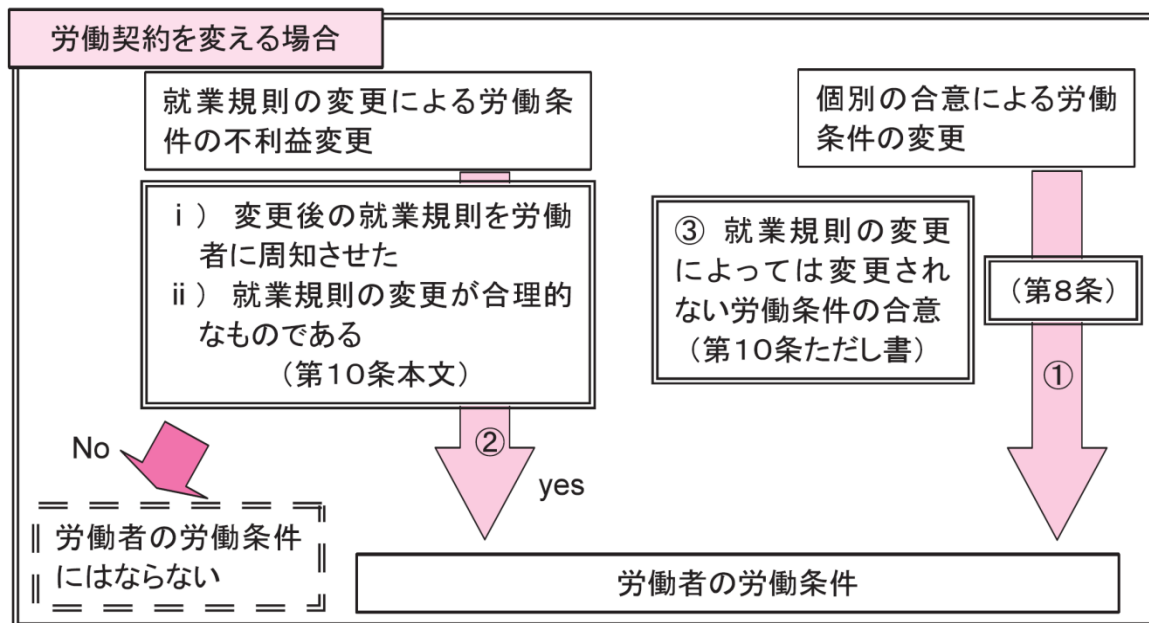 労働契約を変える場合
就業規則の変更による労働条
件の不利益変更
個別の合意による労働
条件の変更
ⅰ） 変更後の就業規則を労働
者に周知させた
ⅱ） 就業規則の変更が合理的
なものである
（第10条本文）
③ 就業規則の変更
によっては変更され
ない労働条件の合意
（第10条ただし書）
（第8条）
①
②
No
yes
労働者の労働条件
にはならない
労働者の労働条件